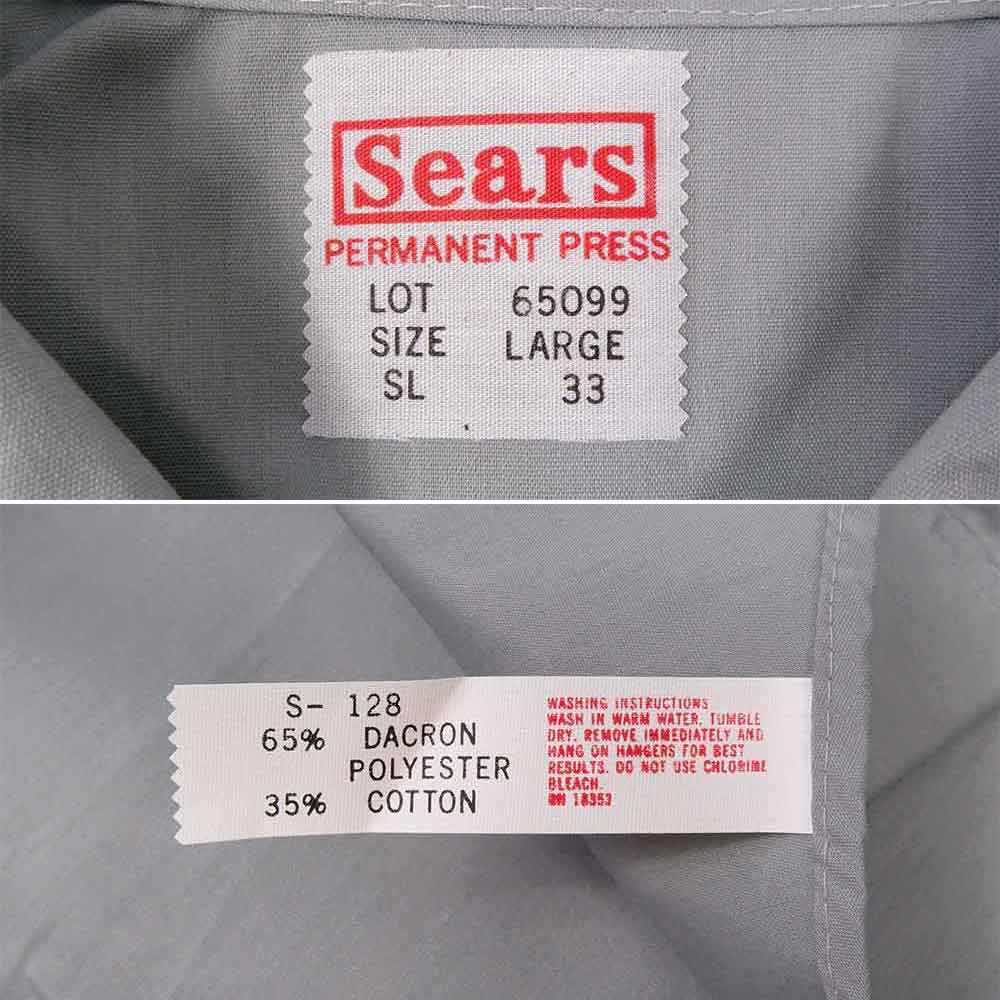 Sears
PERMANENT PRESS
LOT 65099
SIZE LARGE
SL 33
S- 128
65% DACRON
POLYESTER
35% COTTON
WASHING INSTRUCTIONS
WASH IN WARM WATER. TUMBLE
DRY. REMOVE IMMEDIATELY AND
HANG ON HANGERS FOR BEST
RESULTS. DO NOT USE CHLORINE
BLEACH.
RN 18353